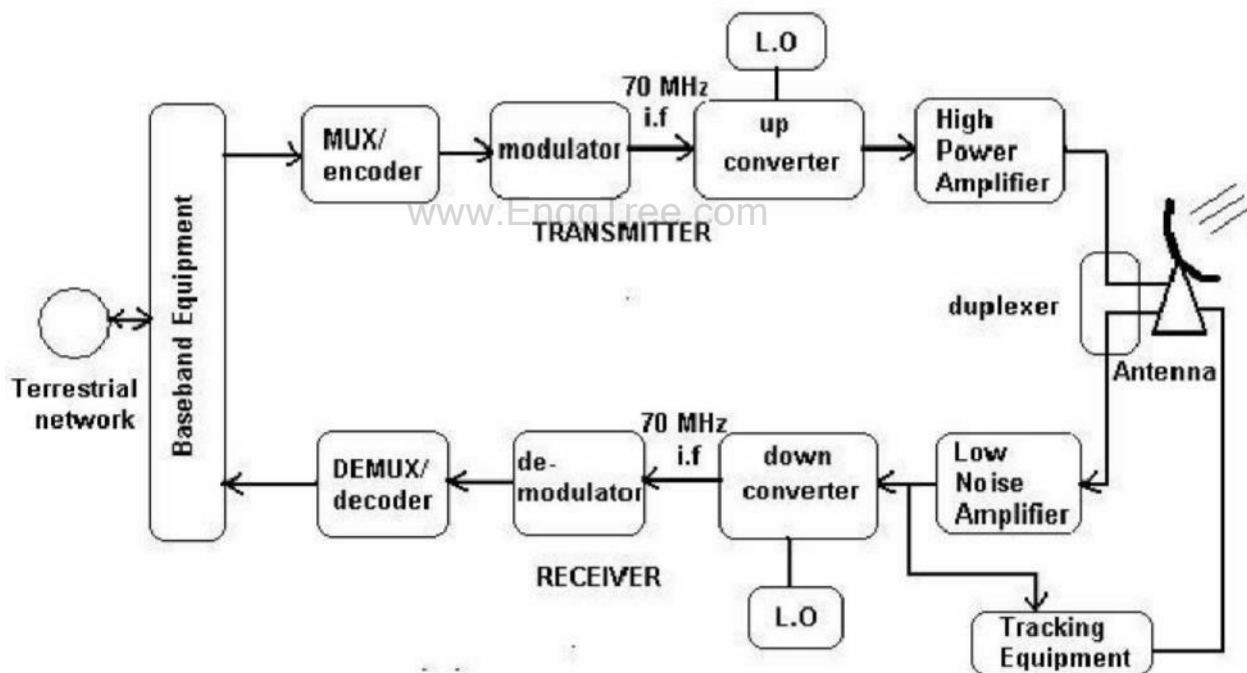 L.O
70 MHz
i.f
MUX/
encoder
modulator
up
converter
High
Power
Amplifier
www.EnggTree.com
TRANSMITTER
Baseband Equipment
duplexer
Terrestrial
network
Antenna
70 MHz
i.f
DEMUX/
decoder
de-
modulator
down
converter
Low
Noise
Amplifier
RECEIVER
L.O
Tracking
Equipment